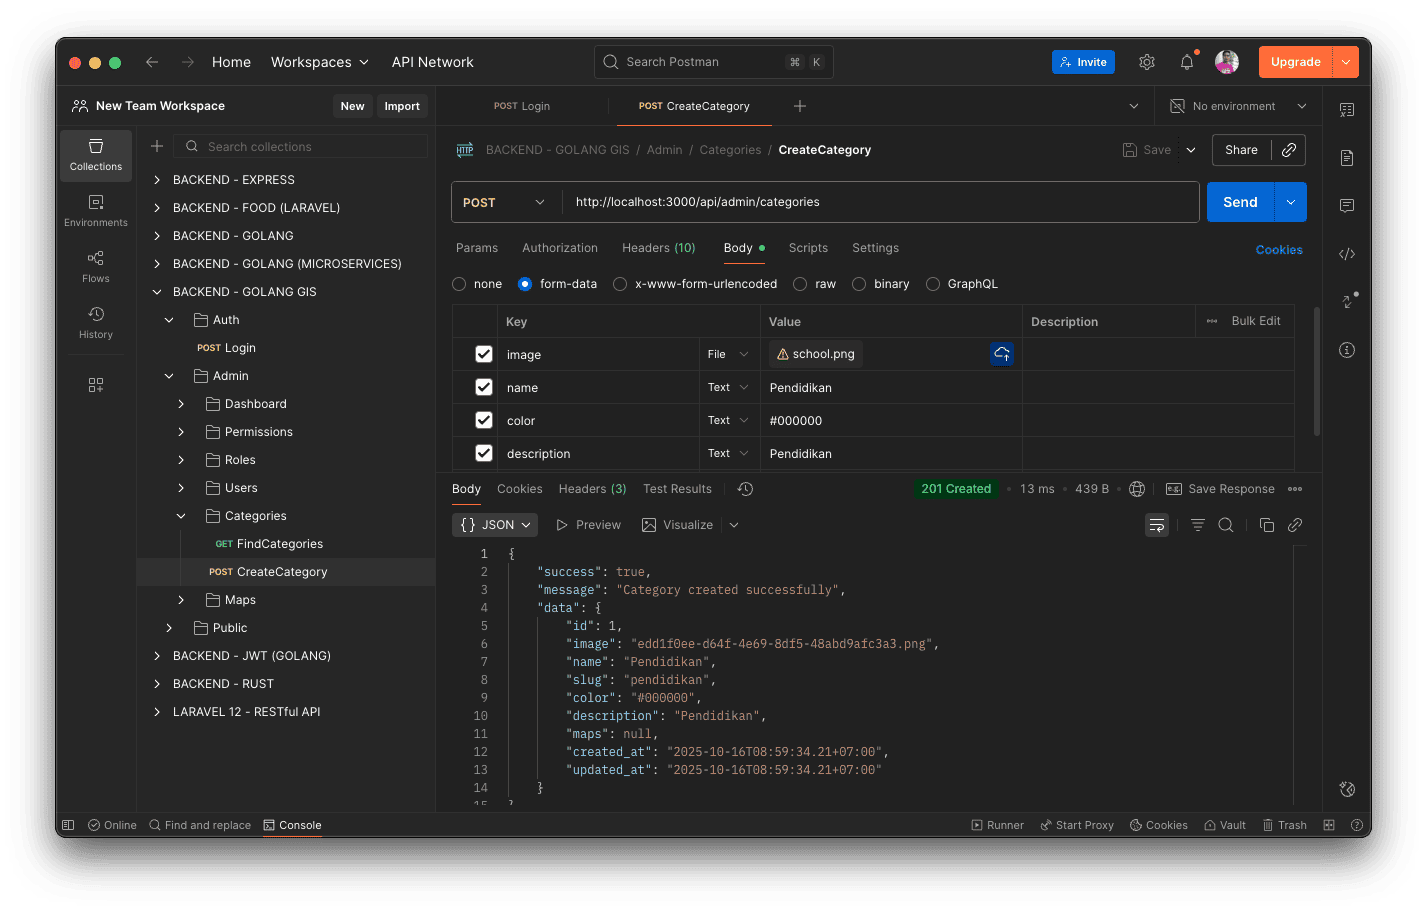 Home Workspaces API Network Search Postman ⌘ K Invite Upgrade
New Team Workspace New Import POST Login POST CreateCategory No environment
Collections
Environments
Flows
History
Search collections
BACKEND - EXPRESS
BACKEND - FOOD (LARAVEL)
BACKEND - GOLANG
BACKEND - GOLANG (MICROSERVICES)
BACKEND - GOLANG GIS
Auth
POST Login
Admin
Dashboard
Permissions
Roles
Users
Categories
GET FindCategories
POST CreateCategory
Maps
Public
BACKEND - JWT (GOLANG)
BACKEND - RUST
LARAVEL 12 - RESTful API
HTTP BACKEND - GOLANG GIS / Admin / Categories / CreateCategory Save Share
POST http://localhost:3000/api/admin/categories Send
Params Authorization Headers (10) Body Scripts Settings Cookies
none form-data x-www-form-urlencoded raw binary GraphQL
Key Value Description Bulk Edit
image File school.png
name Text Pendidikan
color Text #000000
description Text Pendidikan
Body Cookies Headers (3) Test Results 201 Created 13 ms 439 B e.g. Save Response
{} JSON Preview Visualize
1 {
2 "success": true,
3 "message": "Category created successfully",
4 "data": {
5 "id": 1,
6 "image": "edd1f0ee-d64f-4e69-8df5-48abd9afc3a3.png",
7 "name": "Pendidikan",
8 "slug": "pendidikan",
9 "color": "#000000",
10 "description": "Pendidikan",
11 "maps": null,
12 "created_at": "2025-10-16T08:59:34.21+07:00",
13 "updated_at": "2025-10-16T08:59:34.21+07:00"
14 }
15 }
Online Find and replace Console Runner Start Proxy Cookies Vault Trash